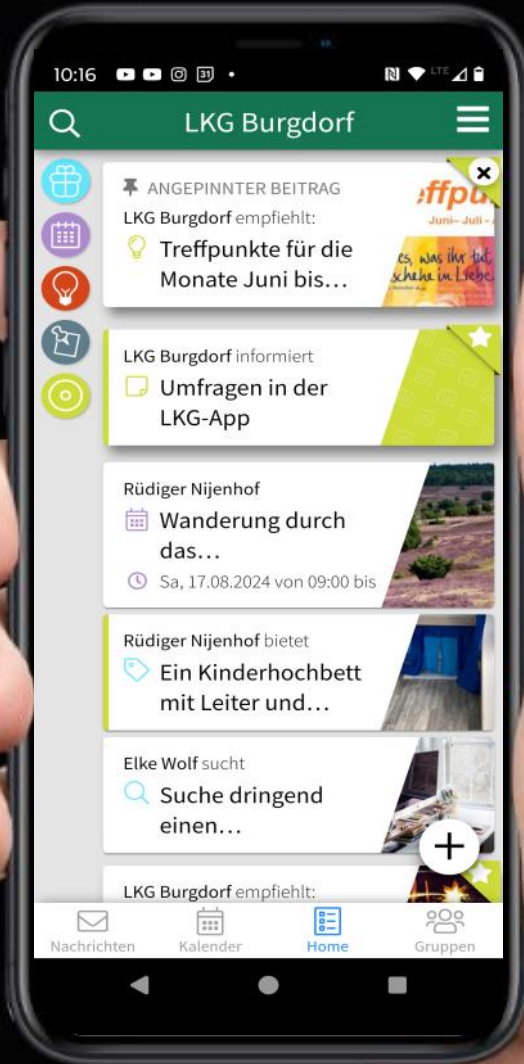 10:16
31
LTE
LKG Burgdorf
ANGEPINNTER BEITRAG
LKG Burgdorf empfiehlt:
Treffpunkte für die
Monate Juni bis...
effpu
Juni– Juli -
es, was ihr tut,
schehe in Liebe
LKG Burgdorf informiert
Umfragen in der
LKG-App
Rüdiger Nijenhof
Wanderung durch
das...
Sa, 17.08.2024 von 09:00 bis
Rüdiger Nijenhof bietet
Ein Kinderhochbett
mit Leiter und...
Elke Wolf sucht
Suche dringend
einen...
LKG Burgdorf empfiehlt:
Nachrichten
Kalender
Home
Gruppen